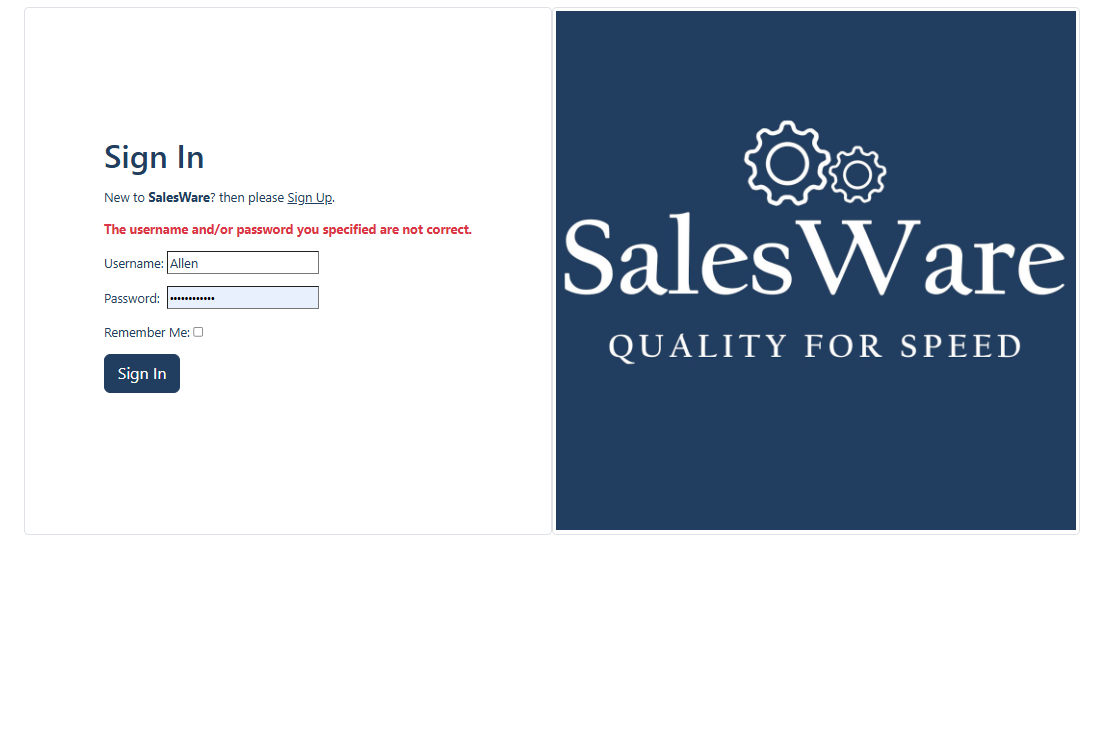 Sign In
New to SalesWare? then please Sign Up.
The username and/or password you specified are not correct.
Username: Allen
Password: ••••••••••••
Remember Me:
Sign In
SalesWare
QUALITY FOR SPEED